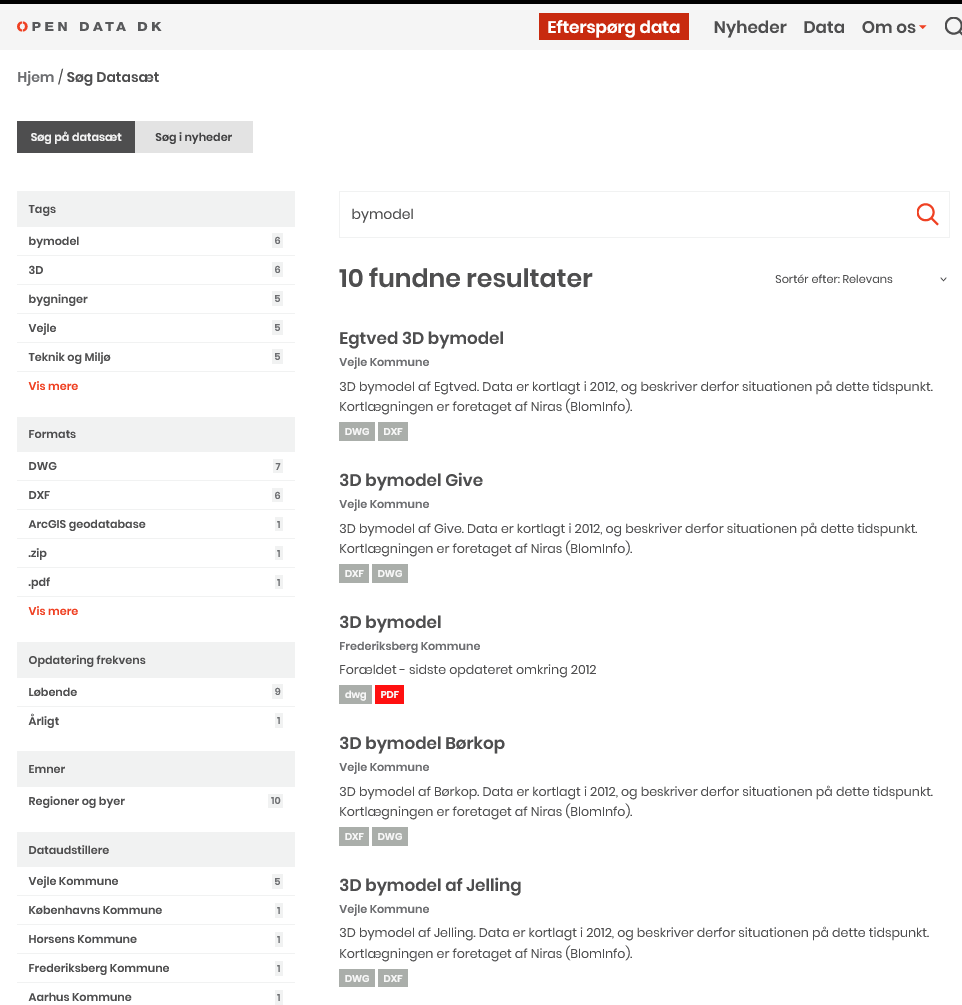 OPEN DATA DK
Efterspørg data
Nyheder
Data
Om os
Hjem / Søg Datasæt
Søg på datasæt
Søg i nyheder
Tags
bymodel 6
3D 6
bygninger 5
Vejle 5
Teknik og Miljø 5
Vis mere
Formats
DWG 7
DXF 6
ArcGIS geodatabase 1
.zip 1
.pdf 1
Vis mere
Opdatering frekvens
Løbende 9
Årligt 1
Emner
Regioner og byer 10
Dataudstillere
Vejle Kommune 5
Københavns Kommune 1
Horsens Kommune 1
Frederiksberg Kommune 1
Aarhus Kommune 1
bymodel
10 fundne resultater
Sortér efter: Relevans
Egtved 3D bymodel
Vejle Kommune
3D bymodel af Egtved. Data er kortlagt i 2012, og beskriver derfor situationen på dette tidspunkt.
Kortlægningen er foretaget af Niras (BlomInfo).
DWG DXF
3D bymodel Give
Vejle Kommune
3D bymodel af Give. Data er kortlagt i 2012, og beskriver derfor situationen på dette tidspunkt.
Kortlægningen er foretaget af Niras (BlomInfo).
DXF DWG
3D bymodel
Frederiksberg Kommune
Forældet - sidste opdateret omkring 2012
dwg PDF
3D bymodel Børkop
Vejle Kommune
3D bymodel af Børkop. Data er kortlagt i 2012, og beskriver derfor situationen på dette tidspunkt.
Kortlægningen er foretaget af Niras (BlomInfo).
DXF DWG
3D bymodel af Jelling
Vejle Kommune
3D bymodel af Jelling. Data er kortlagt i 2012, og beskriver derfor situationen på dette tidspunkt.
Kortlægningen er foretaget af Niras (BlomInfo).
DWG DXF